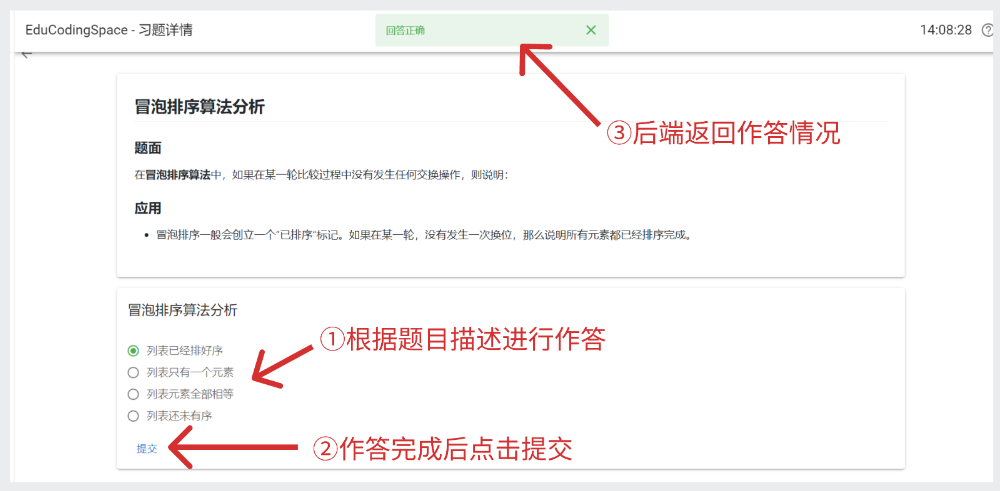 EduCodingSpace - 习题详情
回答正确
14:08:28
③后端返回作答情况
冒泡排序算法分析
题面
在冒泡排序算法中，如果在某一轮比较过程中没有发生任何交换操作，则说明：
应用
冒泡排序一般会创立一个“已排序”标记。如果在某一轮，没有发生一次换位，那么说明所有元素都已经排序完成。
冒泡排序算法分析
①根据题目描述进行作答
列表已经排好序
列表只有一个元素
列表元素全部相等
列表还未有序
提交
②作答完成后点击提交